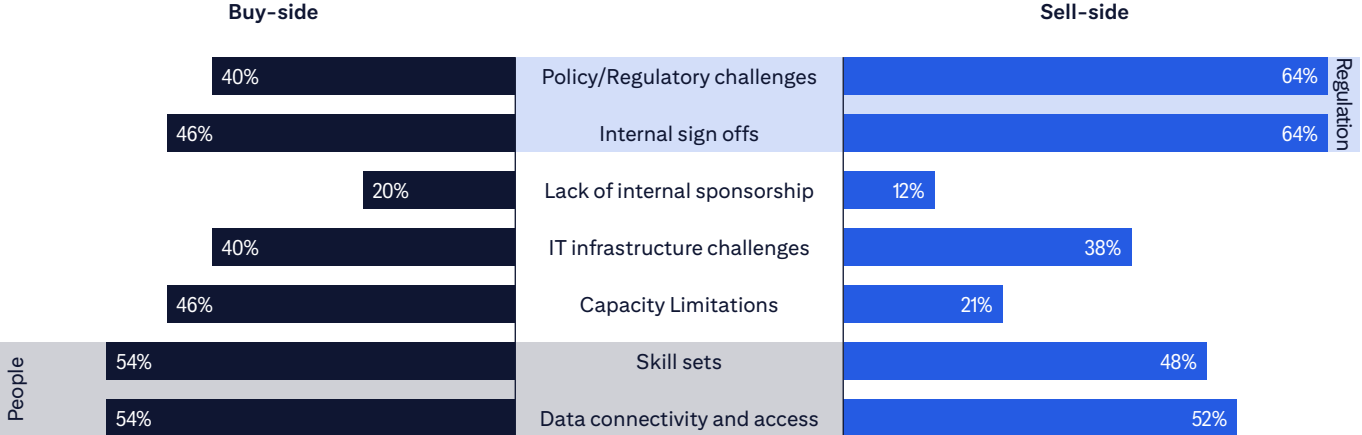 Buy-side
Sell-side
40%
Policy/Regulatory challenges
64%
Regulation
46%
Internal sign offs
64%
20%
Lack of internal sponsorship
12%
40%
IT infrastructure challenges
38%
46%
Capacity Limitations
21%
People
54%
Skill sets
48%
54%
Data connectivity and access
52%